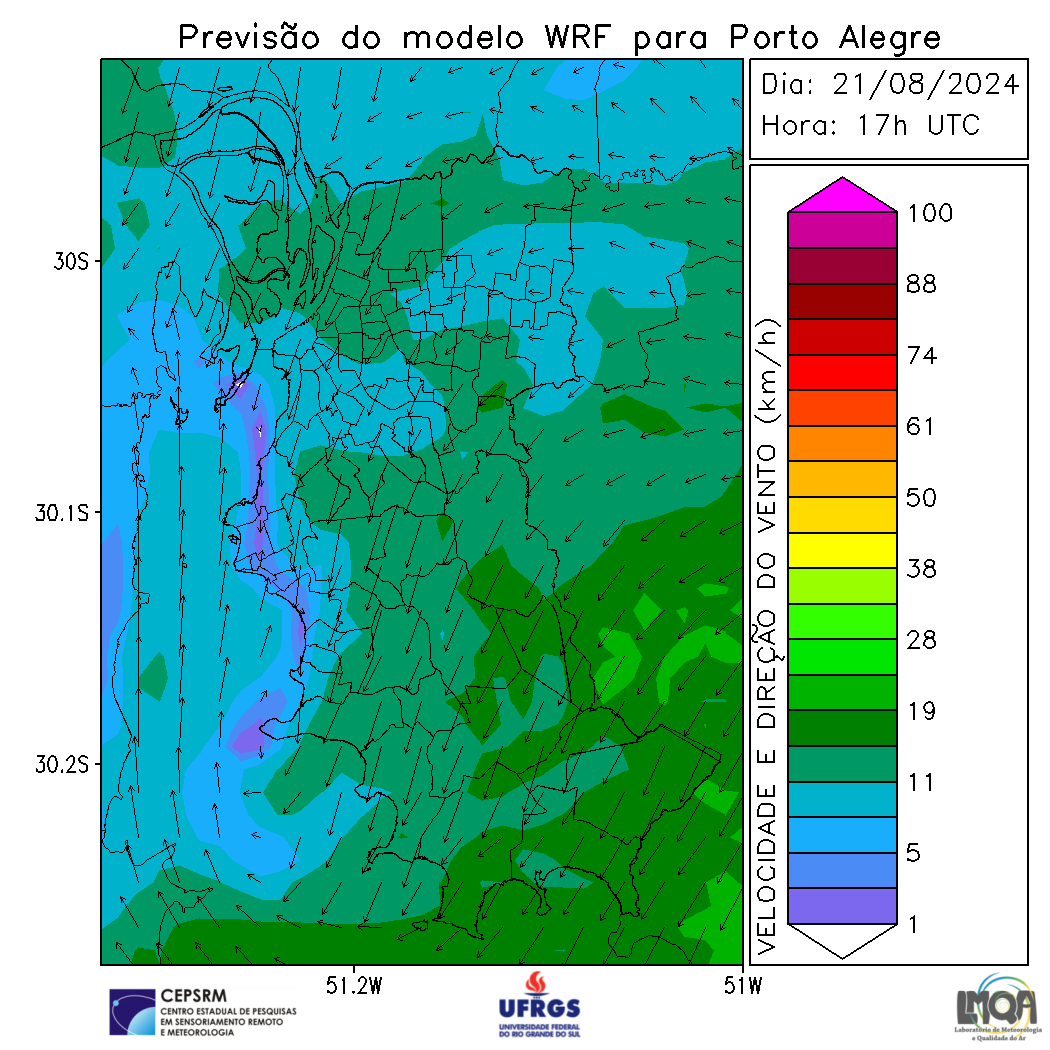 Previsão do modelo WRF para Porto Alegre
Dia: 21/08/2024
Hora: 17h UTC
30S
30.1S
30.2S
51.2W
51W
VELOCIDADE E DIREÇÃO DO VENTO (km/h)
100
88
74
61
50
38
28
19
11
5
1
CEPSRM
CENTRO ESTADUAL DE PESQUISAS
EM SENSORIAMENTO REMOTO
E METEOROLOGIA
UFRGS
UNIVERSIDADE FEDERAL
DO RIO GRANDE DO SUL
LMQA
Laboratório de Meteorologia
e Qualidade do Ar